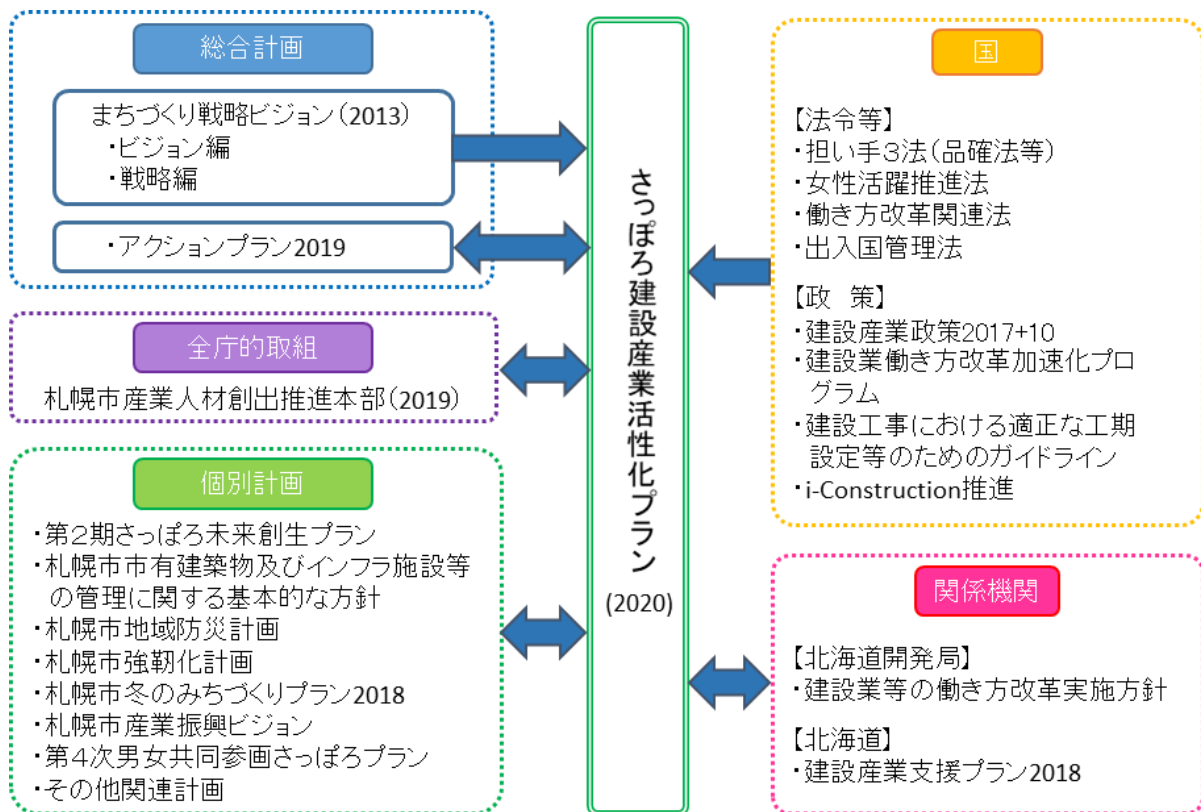 総合計画
まちづくり戦略ビジョン（2013）
・ビジョン編
・戦略編
・アクションプラン2019
全庁的取組
札幌市産業人材創出推進本部（2019）
個別計画
・第２期さっぽろ未来創生プラン
・札幌市市有建築物及びインフラ施設等
の管理に関する基本的な方針
・札幌市地域防災計画
・札幌市強靭化計画
・札幌市冬のみちづくりプラン2018
・札幌市産業振興ビジョン
・第４次男女共同参画さっぽろプラン
・その他関連計画
さっぽろ建設産業活性化プラン
(2020)
国
【法令等】
・担い手３法（品確法等）
・女性活躍推進法
・働き方改革関連法
・出入国管理法
【政　策】
・建設産業政策2017+10
・建設業働き方改革加速化プロ
グラム
・建設工事における適正な工期
設定等のためのガイドライン
・i-Construction推進
関係機関
【北海道開発局】
・建設業等の働き方改革実施方針
【北海道】
・建設産業支援プラン2018